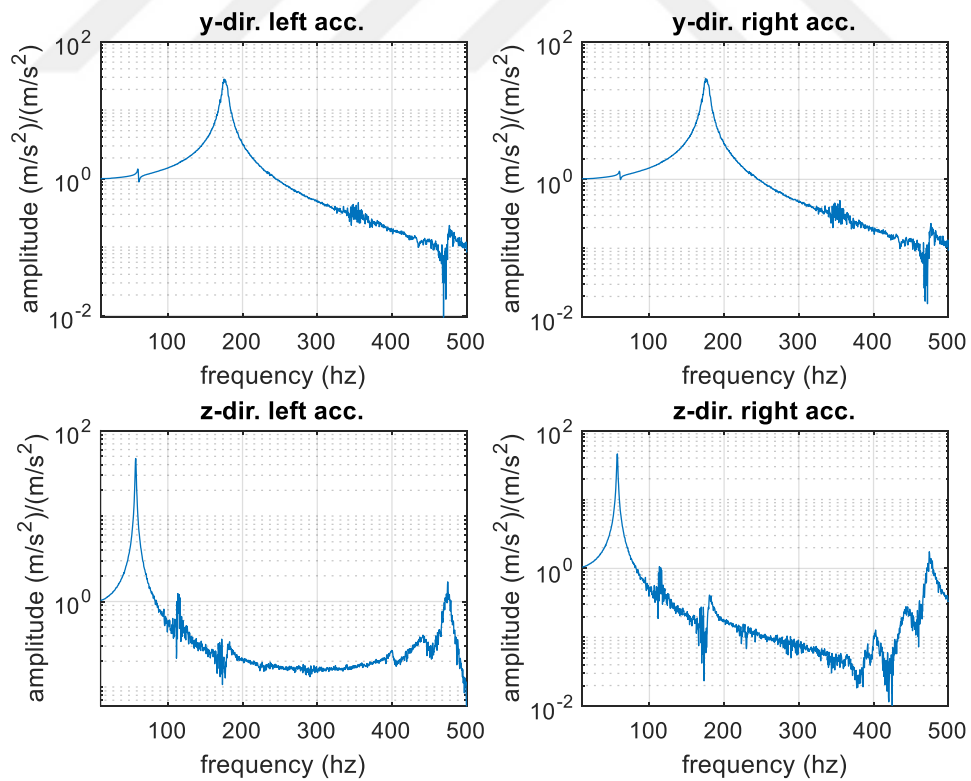 y-dir. left acc.
10^2
10^0
10^-2
amplitude (m/s^2)/(m/s^2)
100 200 300 400 500
frequency (hz)
y-dir. right acc.
10^2
10^0
10^-2
amplitude (m/s^2)/(m/s^2)
100 200 300 400 500
frequency (hz)
z-dir. left acc.
10^2
10^0
amplitude (m/s^2)/(m/s^2)
100 200 300 400 500
frequency (hz)
z-dir. right acc.
10^2
10^0
10^-2
amplitude (m/s^2)/(m/s^2)
100 200 300 400 500
frequency (hz)